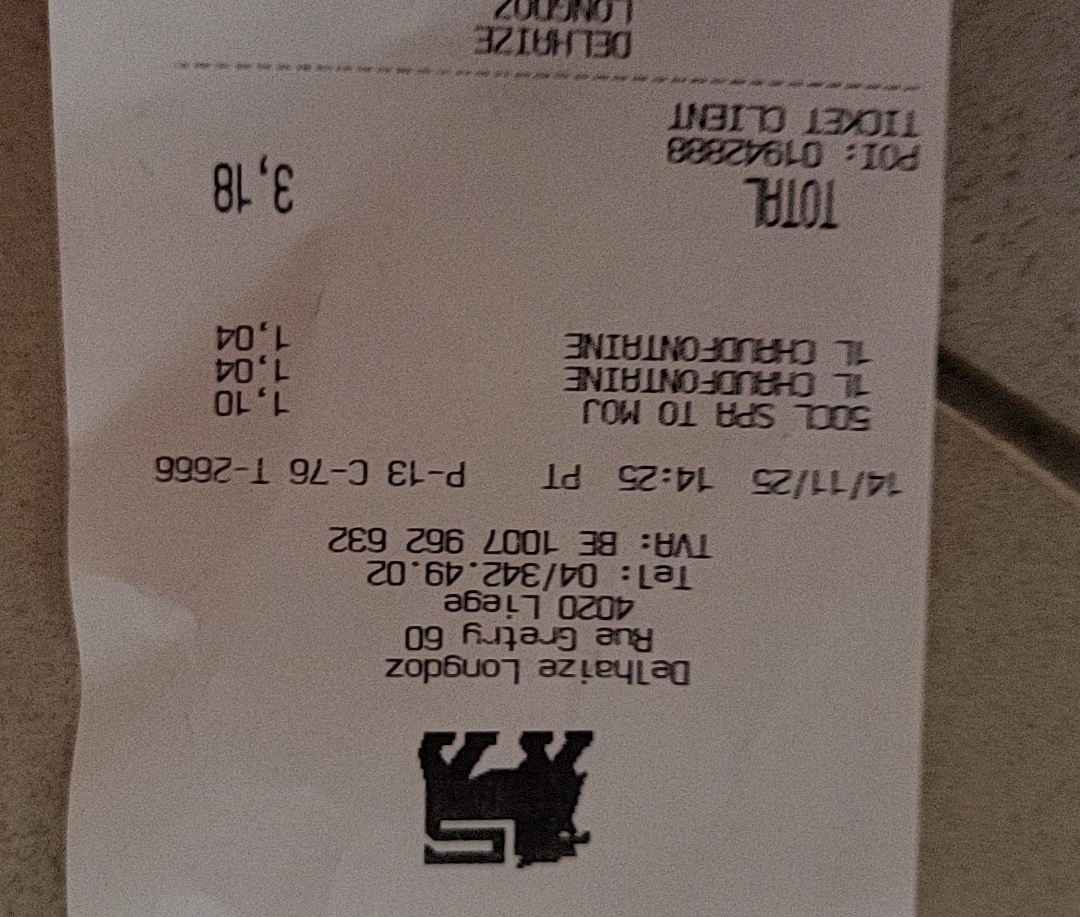 Delhaize Longdoz
Rue Gretry 60
4020 Liege
Tel: 04/342.49.02
TVA: BE 1007 962 632
14/11/25 14:25 PT P-13 C-76 T-2666
50CL SPA TO MOJ 1,10
1L CHAUDFONTAINE 1,04
1L CHAUDFONTAINE 1,04
TOTAL 3,18
POI: 01942888
TICKET CLIENT
DELHAIZE
LONGDOZ